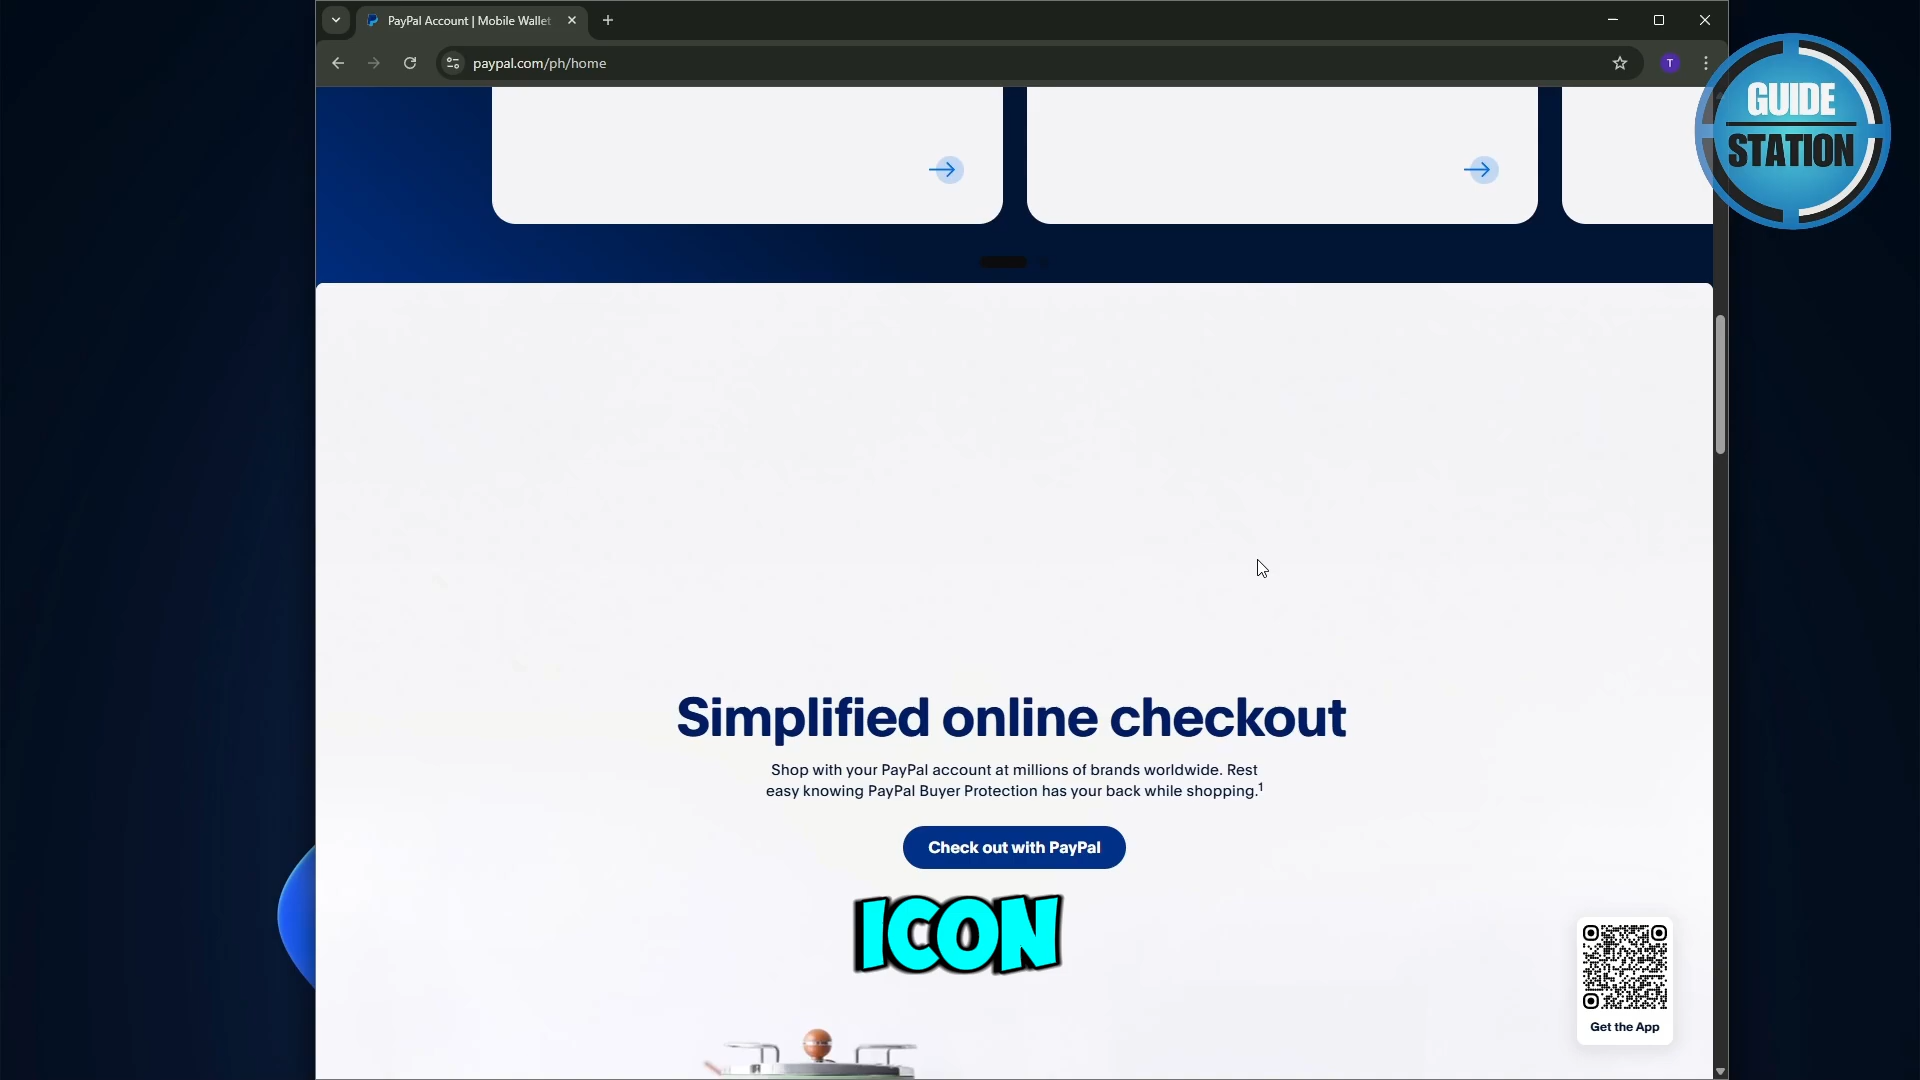 PayPal Account | Mobile Wallet
paypal.com/ph/home
T
GUIDE
STATION
Simplified online checkout
Shop with your PayPal account at millions of brands worldwide. Rest
easy knowing PayPal Buyer Protection has your back while shopping.1
Check out with PayPal
ICON
Get the App